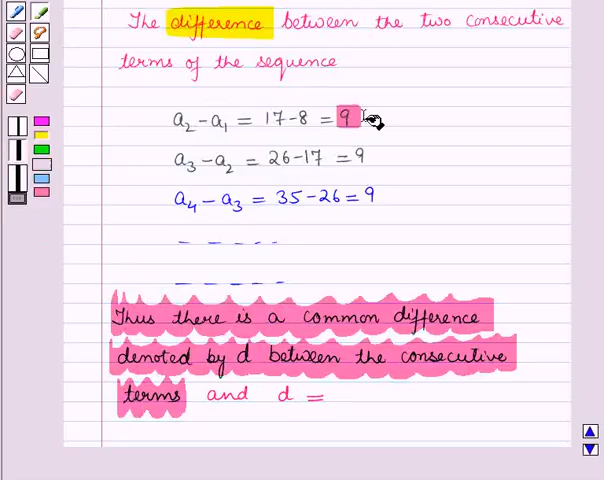 The difference between the two consecutive
terms of the sequence
a₂ - a₁ = 17-8 = 9
a₃ - a₂ = 26-17 = 9
a₄ - a₃ = 35-26 = 9
Thus there is a common difference
denoted by d between the consecutive
terms and d =